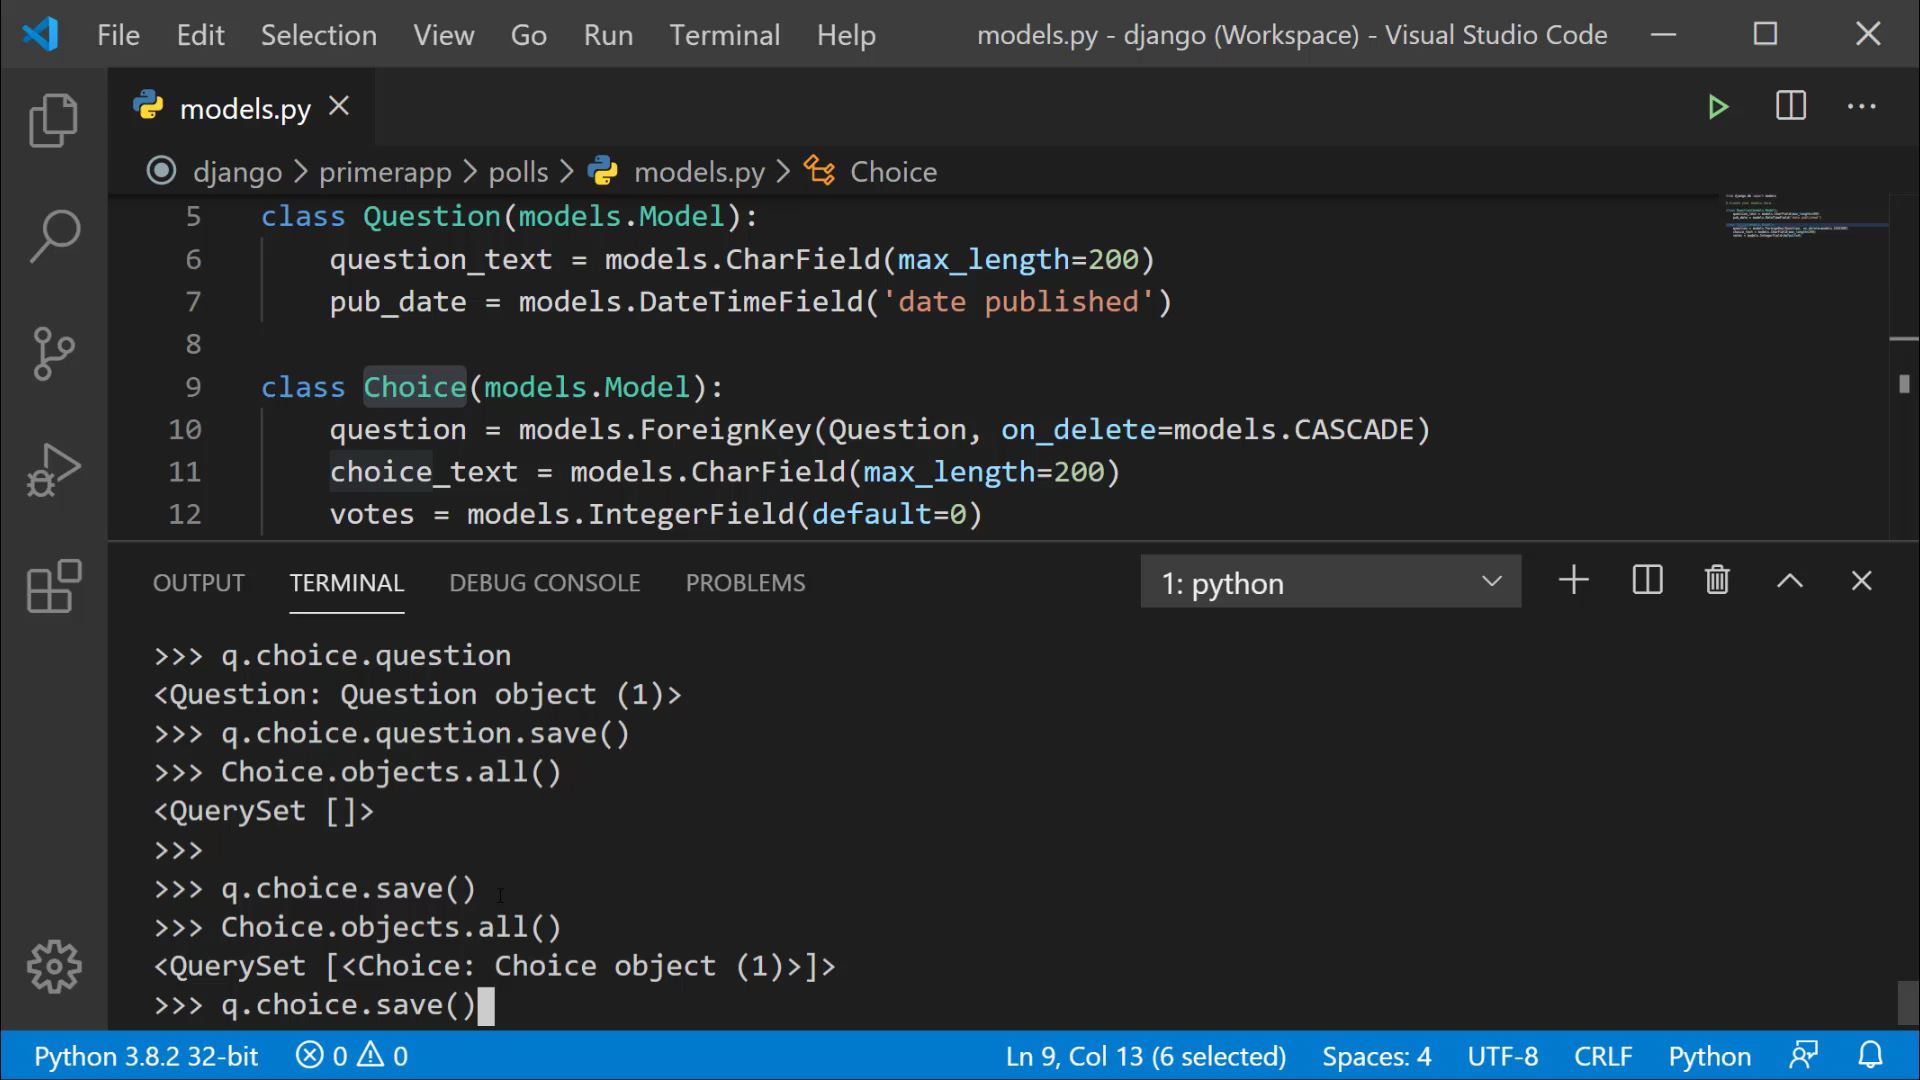 File Edit Selection View Go Run Terminal Help models.py - django (Workspace) - Visual Studio Code
models.py
django > primerapp > polls > models.py > Choice
5 class Question(models.Model):
6 question_text = models.CharField(max_length=200)
7 pub_date = models.DateTimeField('date published')
8
9 class Choice(models.Model):
10 question = models.ForeignKey(Question, on_delete=models.CASCADE)
11 choice_text = models.CharField(max_length=200)
12 votes = models.IntegerField(default=0)
OUTPUT TERMINAL DEBUG CONSOLE PROBLEMS 1: python
>>> q.choice.question
<Question: Question object (1)>
>>> q.choice.question.save()
>>> Choice.objects.all()
<QuerySet []>
>>>
>>> q.choice.save()
>>> Choice.objects.all()
<QuerySet [<Choice: Choice object (1)>]>
>>> q.choice.save()
Python 3.8.2 32-bit 0 0 Ln 9, Col 13 (6 selected) Spaces: 4 UTF-8 CRLF Python